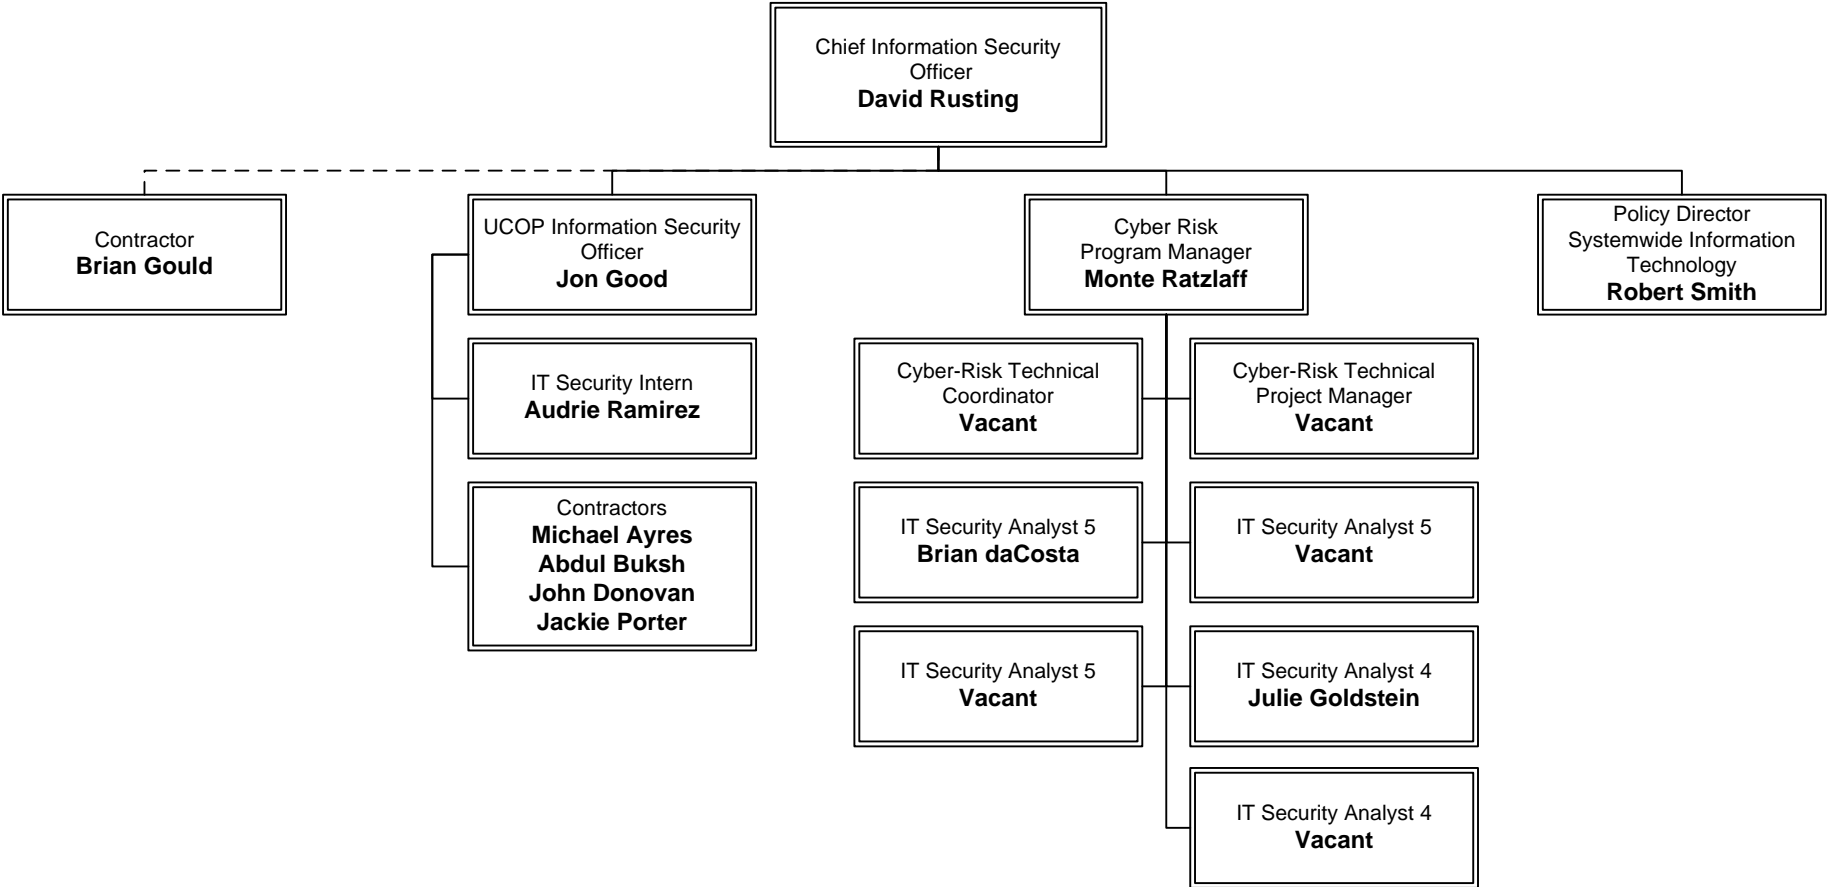 Chief Information Security
Officer
David Rusting
Contractor
Brian Gould
UCOP Information Security
Officer
Jon Good
Cyber Risk
Program Manager
Monte Ratzlaff
Policy Director
Systemwide Information
Technology
Robert Smith
IT Security Intern
Audrie Ramirez
Contractors
Michael Ayres
Abdul Buksh
John Donovan
Jackie Porter
Cyber-Risk Technical
Coordinator
Vacant
Cyber-Risk Technical
Project Manager
Vacant
IT Security Analyst 5
Brian daCosta
IT Security Analyst 5
Vacant
IT Security Analyst 5
Vacant
IT Security Analyst 4
Julie Goldstein
IT Security Analyst 4
Vacant